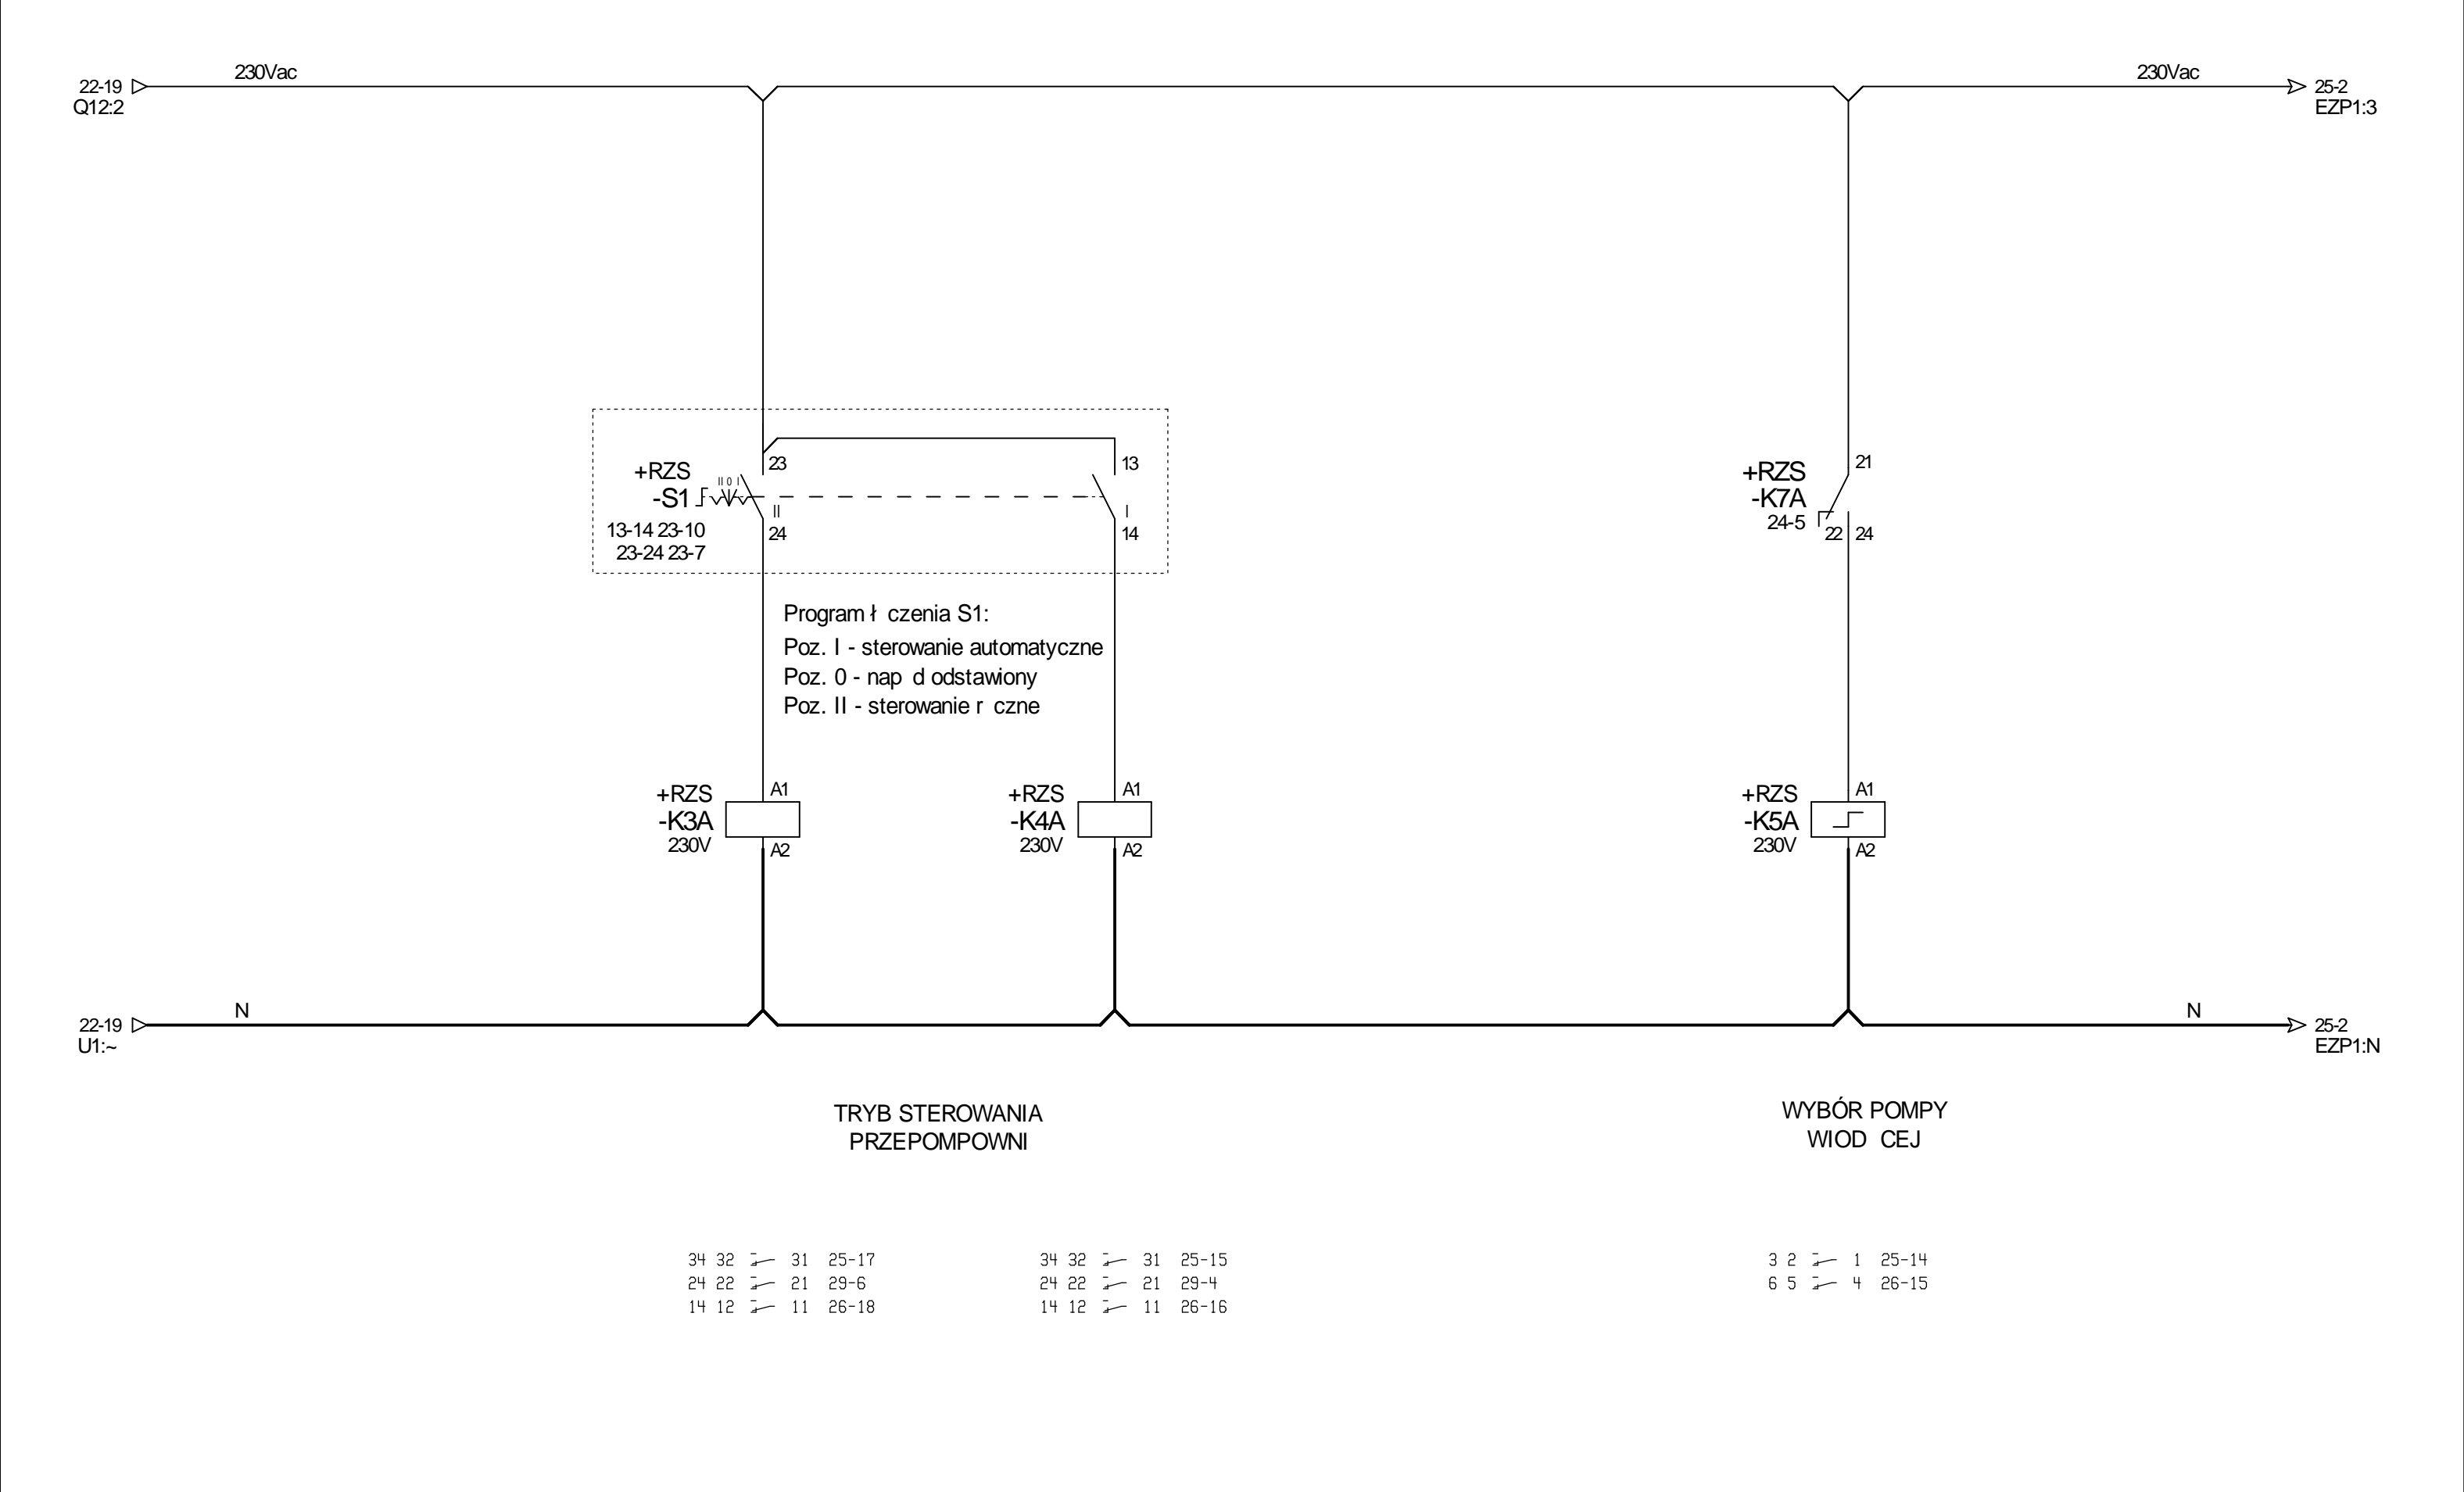 230Vac
230Vac
22-19
Q12:2
25-2
EZP1:3
+RZS
-S1
II 0 I
13-14 23-10
23-24 23-7
23
II
24
13
I
14
+RZS
-K7A
24-5
21
22 24
Program ł czenia S1:
Poz. I - sterowanie automatyczne
Poz. 0 - nap d odstawiony
Poz. II - sterowanie r czne
+RZS
-K3A
230V
A1
A2
+RZS
-K4A
230V
A1
A2
+RZS
-K5A
230V
A1
A2
N
N
22-19
U1:~
25-2
EZP1:N
TRYB STEROWANIA
PRZEPOMPOWNI
WYBÓR POMPY
WIOD CEJ
34 32 31 25-17
24 22 21 29-6
14 12 11 26-18
34 32 31 25-15
24 22 21 29-4
14 12 11 26-16
3 2 1 25-14
6 5 4 26-15